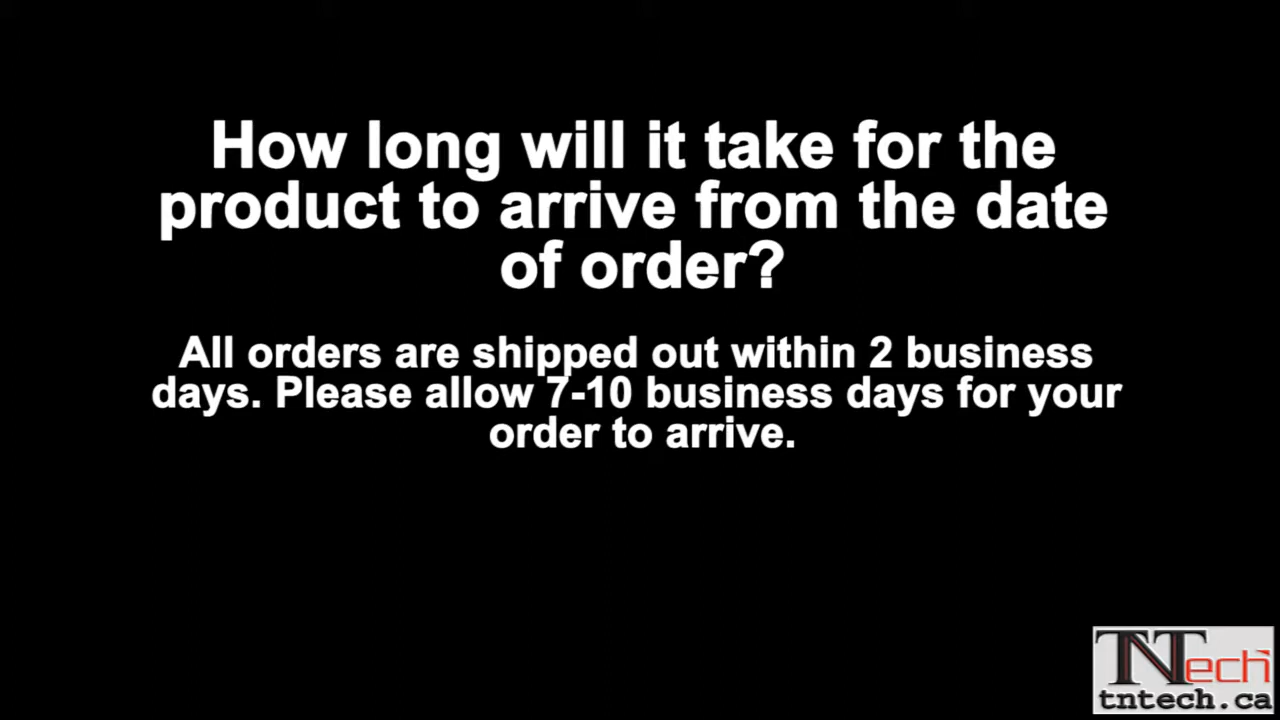 How long will it take for the
product to arrive from the date
of order?
All orders are shipped out within 2 business
days. Please allow 7-10 business days for your
order to arrive.
TNTech
tntech.ca